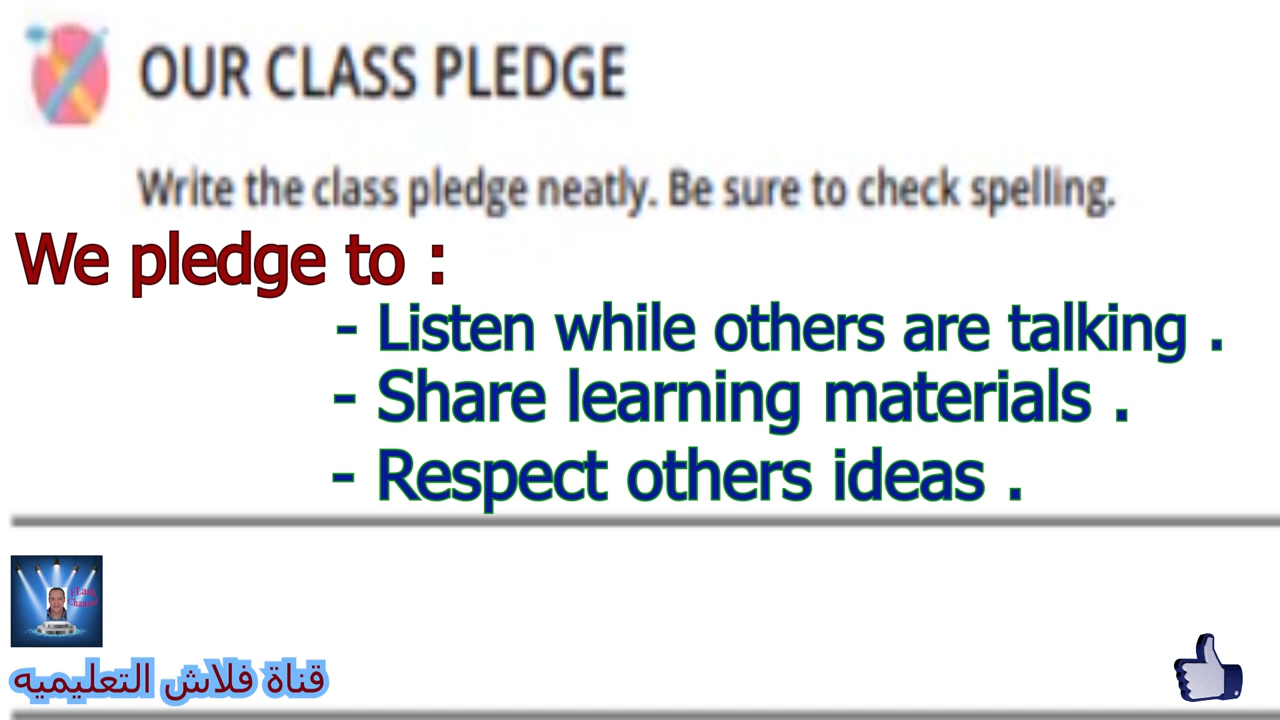 OUR CLASS PLEDGE
Write the class pledge neatly. Be sure to check spelling.
We pledge to :
- Listen while others are talking .
- Share learning materials .
- Respect others ideas .
قناة فلاش التعليميه